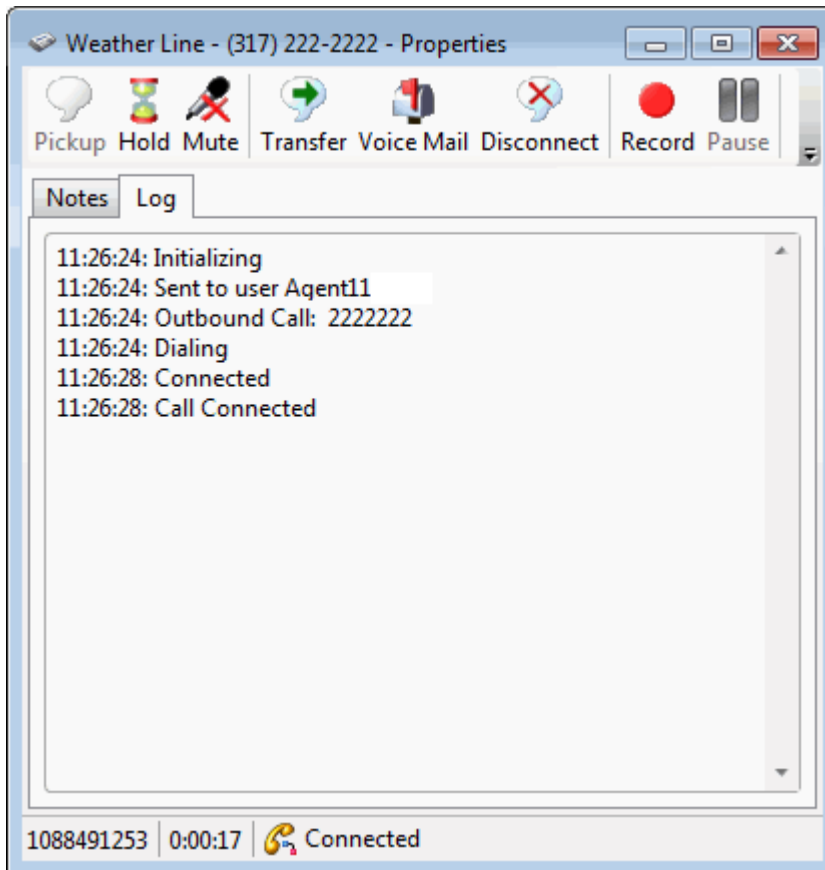 Weather Line - (317) 222-2222 - Properties
Pickup Hold Mute Transfer Voice Mail Disconnect Record Pause
Notes Log
11:26:24: Initializing
11:26:24: Sent to user Agent11
11:26:24: Outbound Call:  2222222
11:26:24: Dialing
11:26:28: Connected
11:26:28: Call Connected
1088491253 0:00:17 Connected